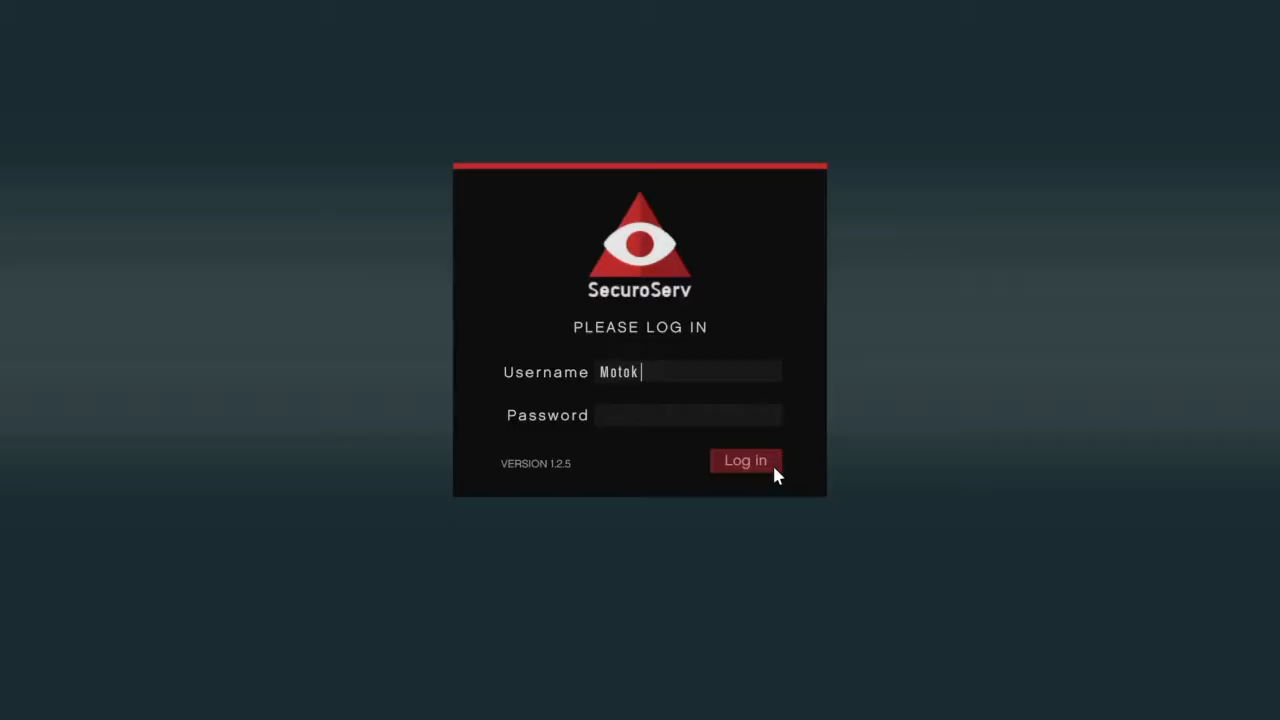 SecuroServ
PLEASE LOG IN
Username Motok
Password
VERSION 1.2.5 Log in